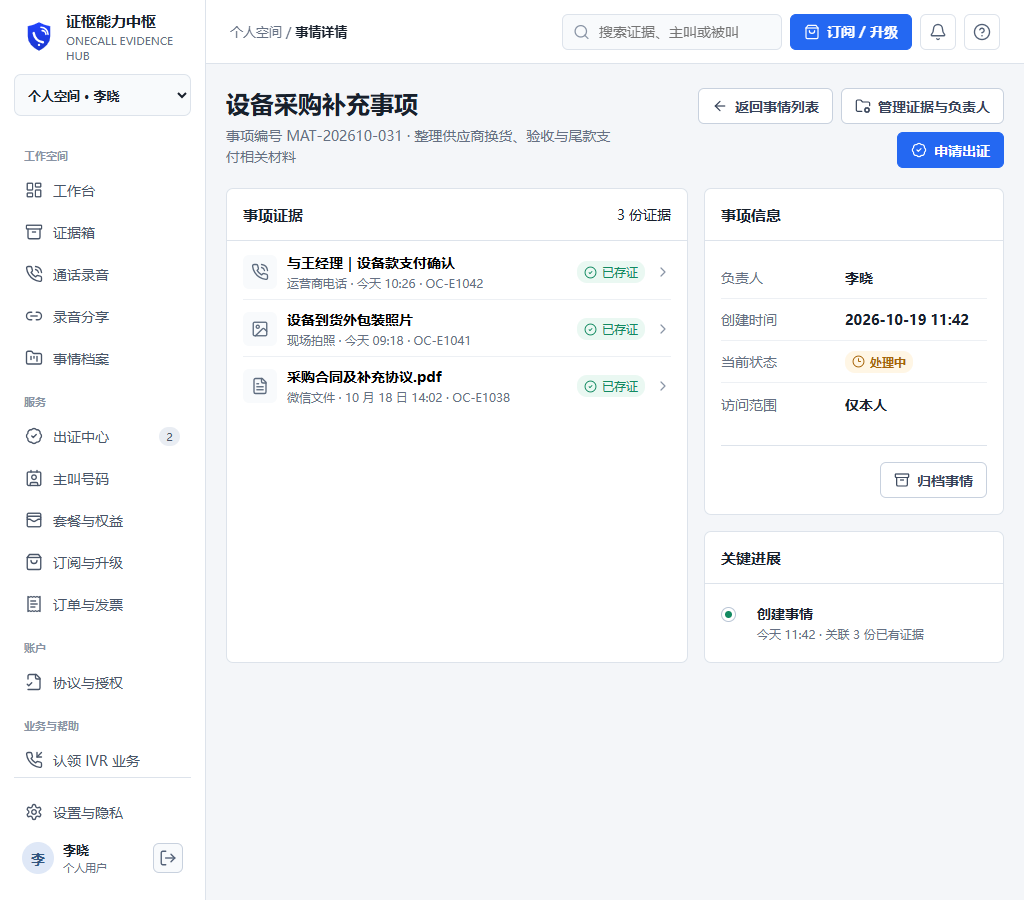 证枢能力中枢
ONECALL EVIDENCE
HUB
个人空间 • 李晓
工作空间
工作台
证据箱
通话录音
录音分享
事情档案
服务
出证中心
2
主叫号码
套餐与权益
订阅与升级
订单与发票
账户
协议与授权
业务与帮助
认领 IVR 业务
设置与隐私
李
李晓
个人用户
个人空间 / 事情详情
搜索证据、主叫或被叫
订阅 / 升级
设备采购补充事项
事项编号 MAT-202610-031 · 整理供应商换货、验收与尾款支
付相关材料
返回事情列表
管理证据与负责人
申请出证
事项证据
3 份证据
与王经理｜设备款支付确认
运营商电话 · 今天 10:26 · OC-E1042
已存证
设备到货外包装照片
现场拍照 · 今天 09:18 · OC-E1041
已存证
采购合同及补充协议.pdf
微信文件 · 10 月 18 日 14:02 · OC-E1038
已存证
事项信息
负责人 李晓
创建时间 2026-10-19 11:42
当前状态 处理中
访问范围 仅本人
归档事情
关键进展
创建事情
今天 11:42 · 关联 3 份已有证据